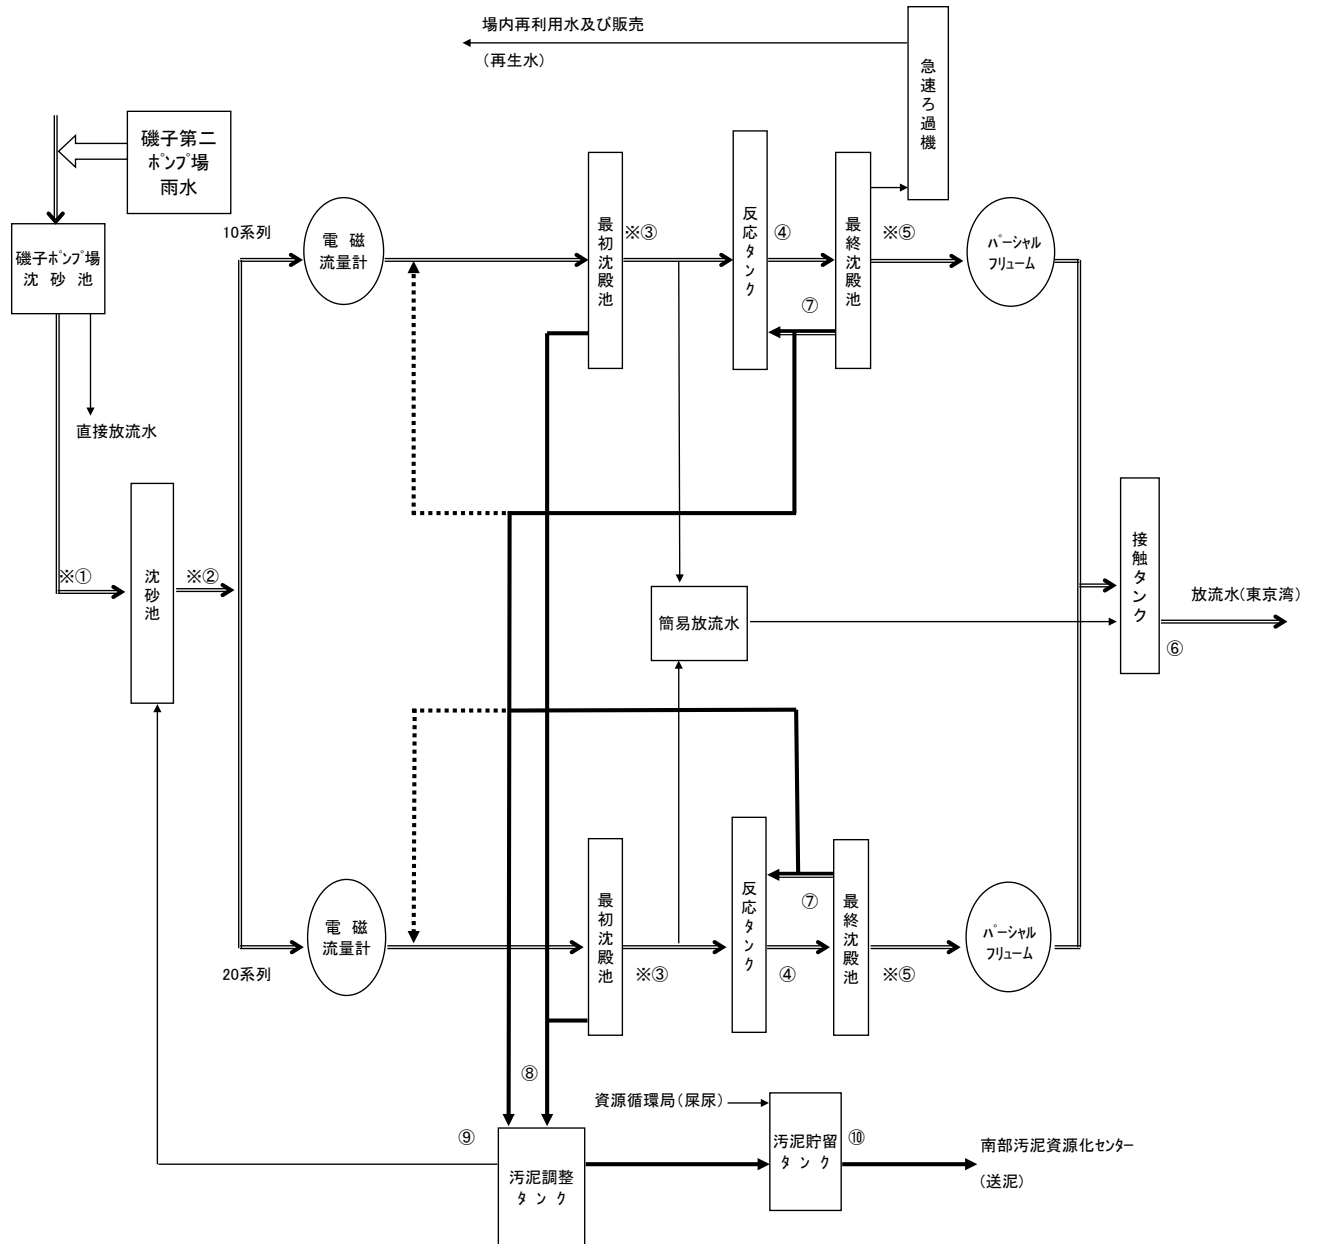 場内再利用水及び販売
(再生水)
急速ろ過機
磯子第二
ﾎﾟﾝﾌﾟ場
雨水
10系列
電 磁
流量計
最初沈殿池
※③
反応タンク
④
最終沈殿池
※⑤
ﾊﾟｰｼｬﾙ
ﾌﾘｭｰﾑ
磯子ﾎﾟﾝﾌﾟ場
沈 砂 池
⑦
直接放流水
※①
沈砂池
※②
接触タンク
放流水(東京湾)
⑥
簡易放流水
20系列
電 磁
流量計
最初沈殿池
※③
反応タンク
④
⑦
最終沈殿池
※⑤
ﾊﾟｰｼｬﾙ
ﾌﾘｭｰﾑ
⑧
資源循環局(屎尿)
⑨
汚泥調整
タ ン ク
汚泥貯留
タ ン ク
⑩
南部汚泥資源化ｾﾝﾀｰ
(送泥)